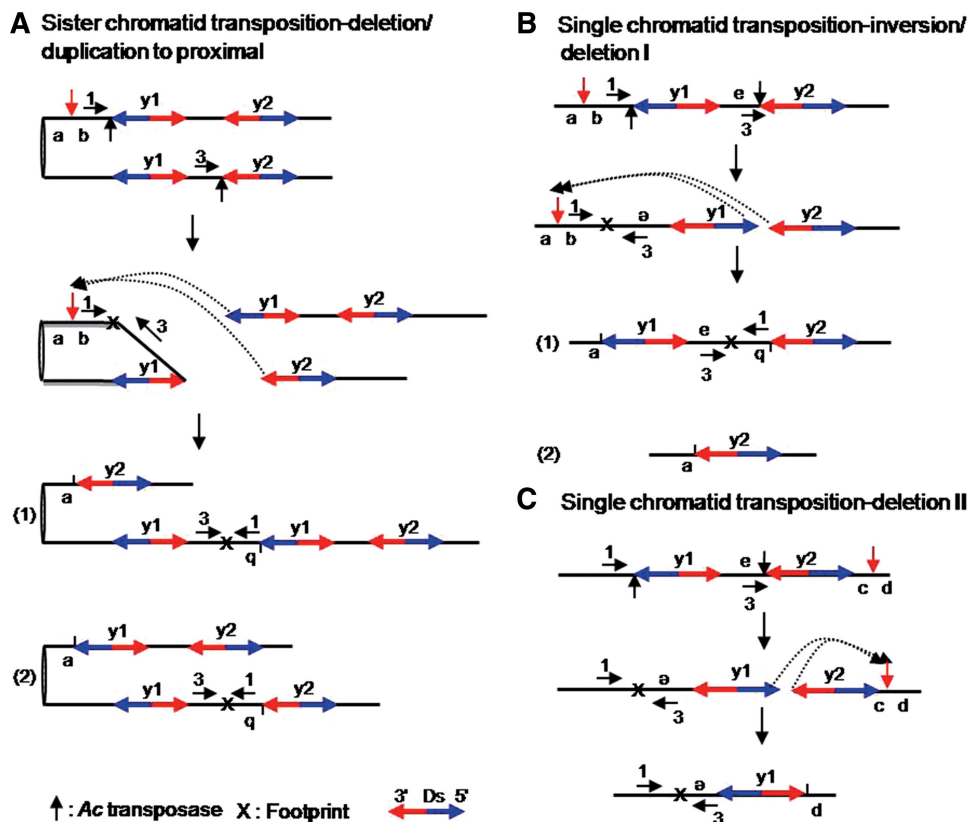 A Sister chromatid transposition-deletion/
duplication to proximal
1 y1 y2
a b
y1 3 y2
y1 y2
1
X
a b 3
y1 y2
y2
a
(1)
y1 3 1 y1 y2
X
q
y1 y2
a
(2)
y1 3 1 y2
X
q
: Ac transposase X : Footprint 3' Ds 5'
B Single chromatid transposition-inversion/
deletion I
1 y1 e y2
a b 3
1 X ə y1 y2
a b 3
y1 e 1 y2
(1) X
a 3 q
y2
(2)
a
C Single chromatid transposition-deletion II
1 y1 e y2
3 c d
1 ə y1 y2
X
3 c d
1 ə y1
X
3 d